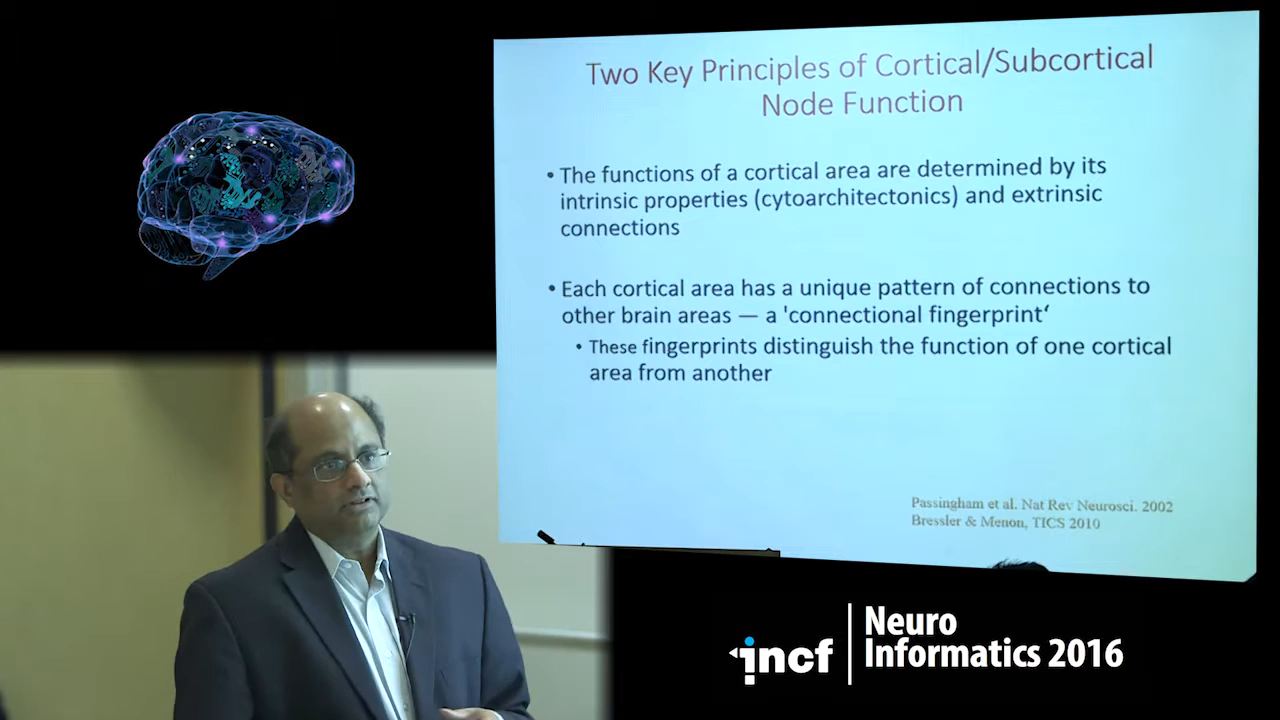 Two Key Principles of Cortical/Subcortical
Node Function
• The functions of a cortical area are determined by its
intrinsic properties (cytoarchitectonics) and extrinsic
connections
• Each cortical area has a unique pattern of connections to
other brain areas — a 'connectional fingerprint‘
• These fingerprints distinguish the function of one cortical
area from another
Passingham et al. Nat Rev Neurosci. 2002
Bressler & Menon, TICS 2010
incf
Neuro
Informatics 2016